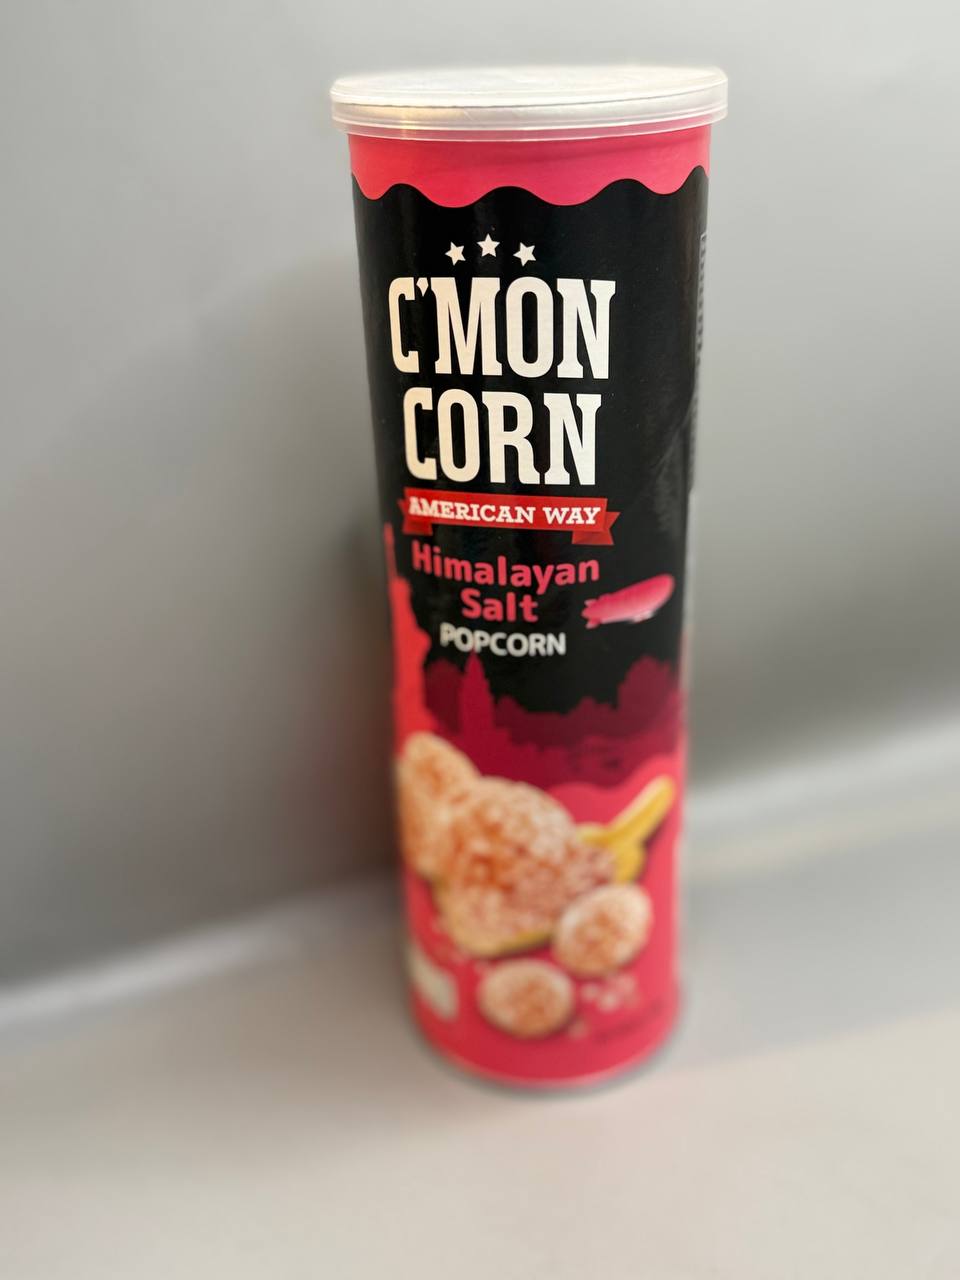 C'MON
CORN
AMERICAN WAY
Himalayan
Salt
POPCORN